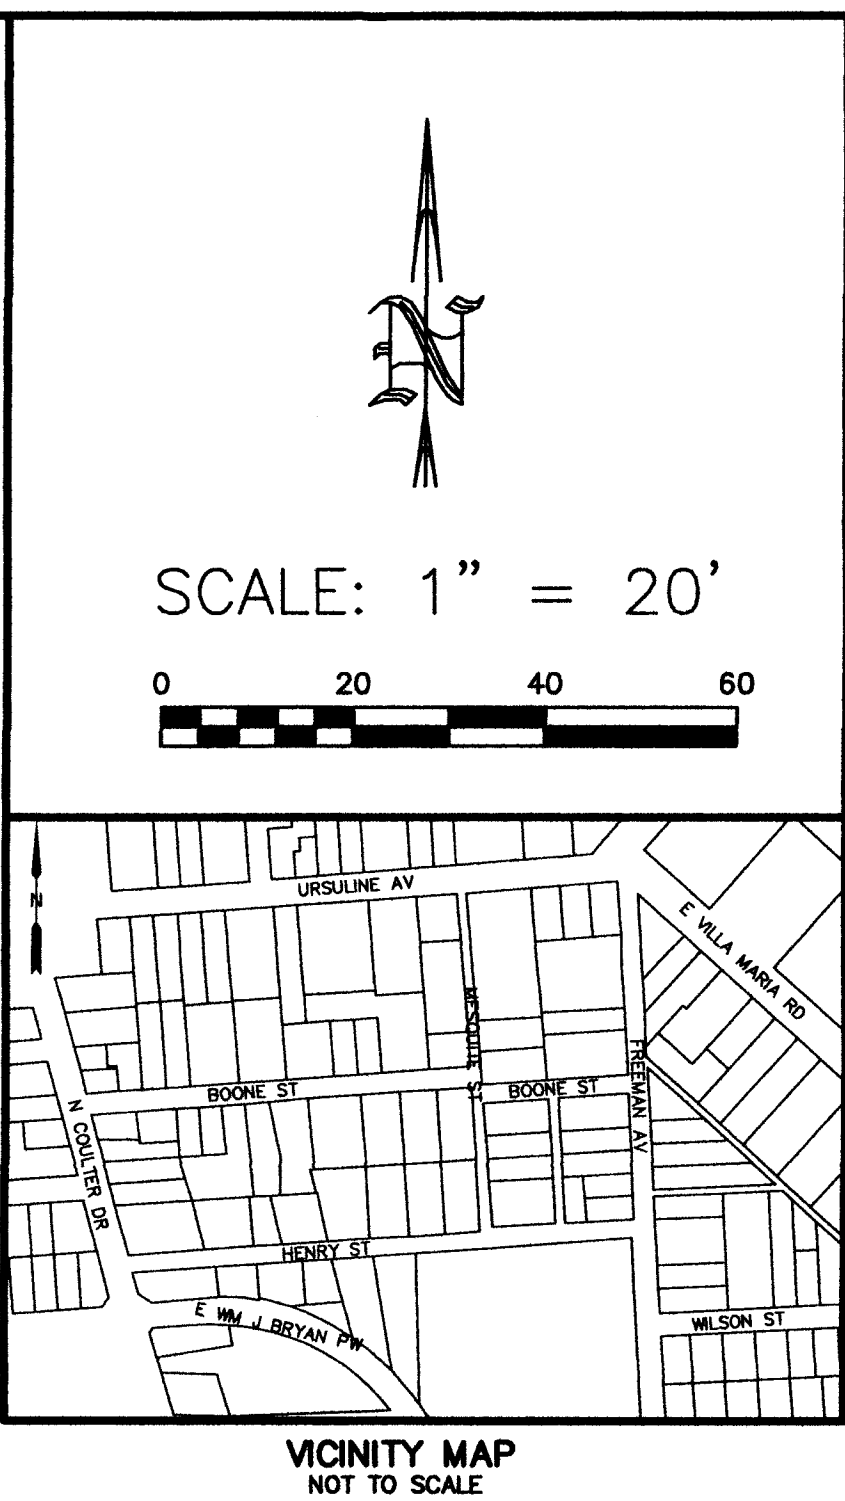 N
SCALE: 1" = 20'
0 20 40 60
N
URSULINE AV
E VILLA MARIA RD
MESQUITE ST
FREEMAN AV
BOONE ST
BOONE ST
N COULTER DR
HENRY ST
E WM J BRYAN PW
WILSON ST
VICINITY MAP
NOT TO SCALE